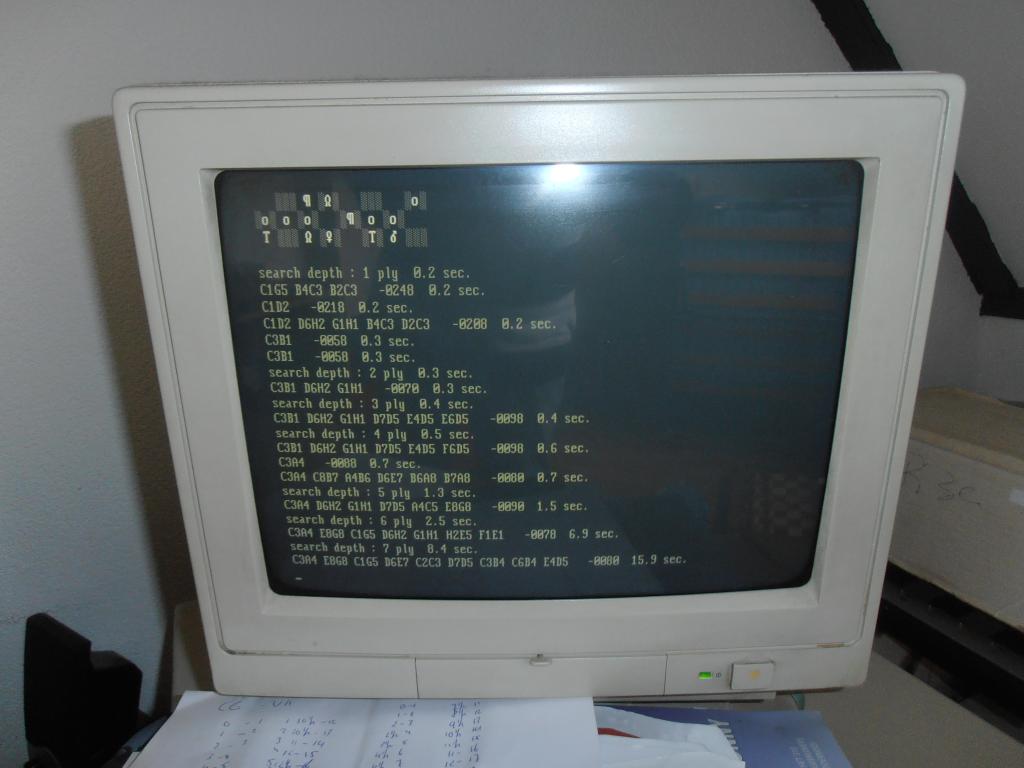 ¶ Ω o
o o o ¶ o o
T Ω ♀ T ♂
search depth : 1 ply 0.2 sec.
C1G5 B4C3 B2C3 -0248 0.2 sec.
C1D2 -0218 0.2 sec.
C1D2 D6H2 G1H1 B4C3 D2C3 -0208 0.2 sec.
C3B1 -0058 0.3 sec.
C3B1 -0058 0.3 sec.
search depth : 2 ply 0.3 sec.
C3B1 D6H2 G1H1 -0070 0.3 sec.
search depth : 3 ply 0.4 sec.
C3B1 D6H2 G1H1 D7D5 E4D5 E6D5 -0098 0.4 sec.
search depth : 4 ply 0.5 sec.
C3B1 D6H2 G1H1 D7D5 E4D5 F6D5 -0098 0.6 sec.
C3A4 -0088 0.7 sec.
C3A4 C8B7 A4B6 D6E7 B6A8 B7A8 -0080 0.7 sec.
search depth : 5 ply 1.3 sec.
C3A4 D6H2 G1H1 D7D5 A4C5 E8G8 -0090 1.5 sec.
search depth : 6 ply 2.5 sec.
C3A4 E8G8 C1G5 D6H2 G1H1 H2E5 F1E1 -0078 6.9 sec.
search depth : 7 ply 8.4 sec.
C3A4 E8G8 C1G5 D6E7 C2C3 D7D5 C3B4 C6B4 E4D5 -0080 15.9 sec.